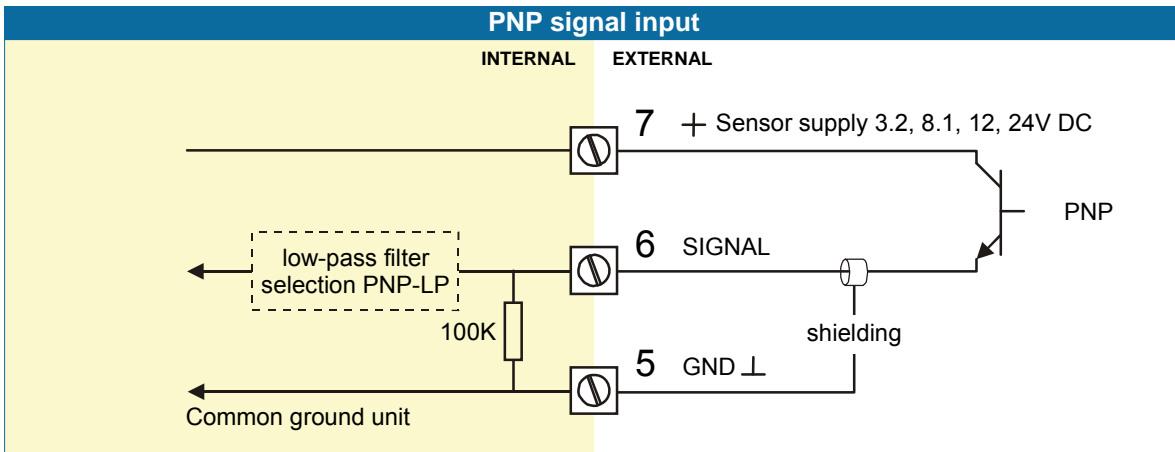 PNP signal input
INTERNAL EXTERNAL
7 + Sensor supply 3.2, 8.1, 12, 24V DC
PNP
6 SIGNAL
low-pass filter
selection PNP-LP
100K
shielding
5 GND ⊥
Common ground unit